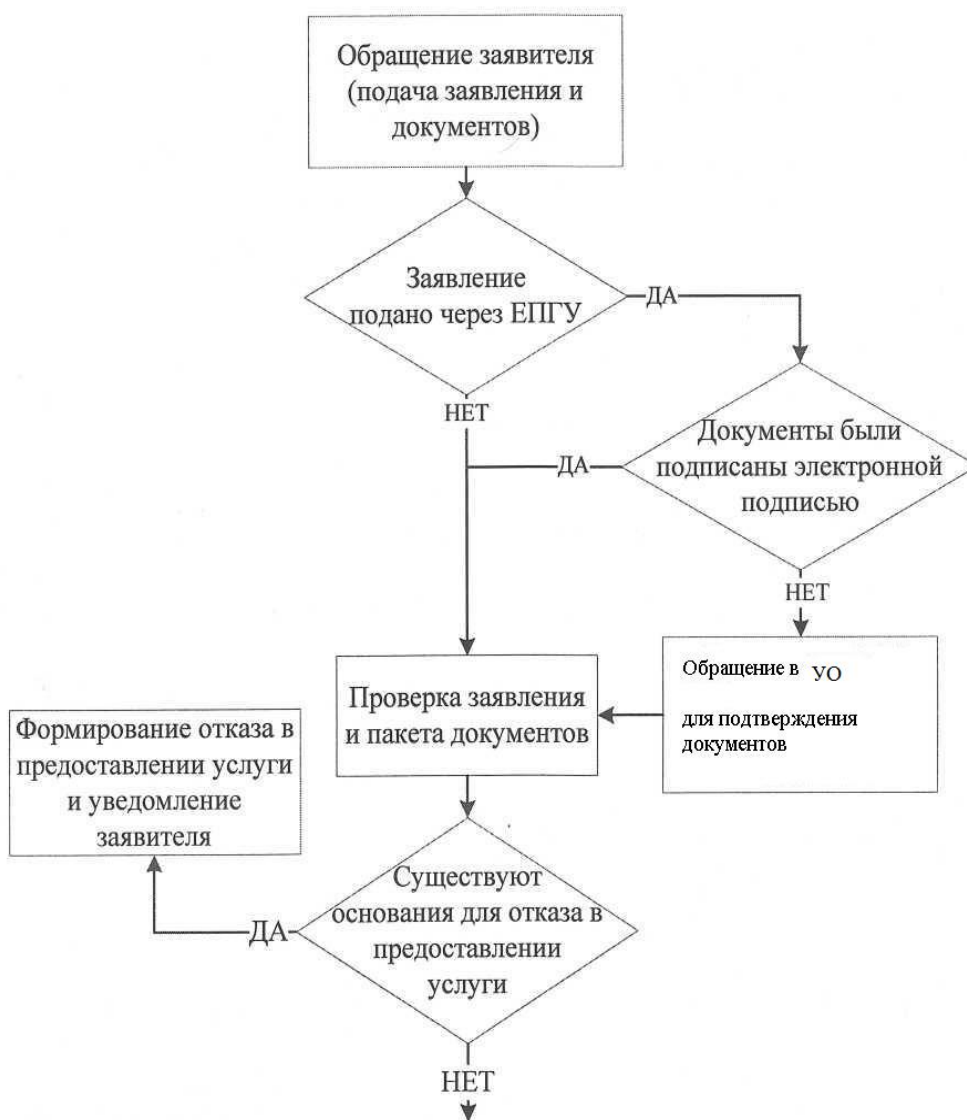 Обращение заявителя
(подача заявления и
документов)
Заявление
подано через ЕПГУ
ДА
НЕТ
Документы были
подписаны электронной
подписью
ДА
НЕТ
Обращение в УО
для подтверждения
документов
Проверка заявления
и пакета документов
Формирование отказа в
предоставлении услуги
и уведомление
заявителя
Существуют
основания для отказа в
предоставлении
услуги
ДА
НЕТ